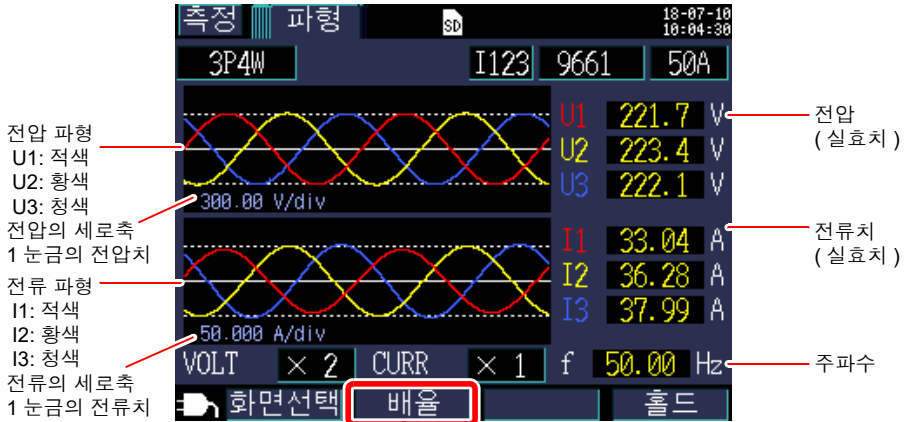 측정 파형 SD 18-07-10
10:04:30
3P4W I123 9661 50A
전압 파형
U1: 적색
U2: 황색
U3: 청색
전압의 세로축
1 눈금의 전압치
300.00 V/div
U1 221.7 V
U2 223.4 V
U3 222.1 V
전압
( 실효치 )
전류 파형
I1: 적색
I2: 황색
I3: 청색
전류의 세로축
1 눈금의 전류치
50.000 A/div
I1 33.04 A
I2 36.28 A
I3 37.99 A
전류치
( 실효치 )
VOLT × 2 CURR × 1 f 50.00 Hz
주파수
화면선택 배율 홀드